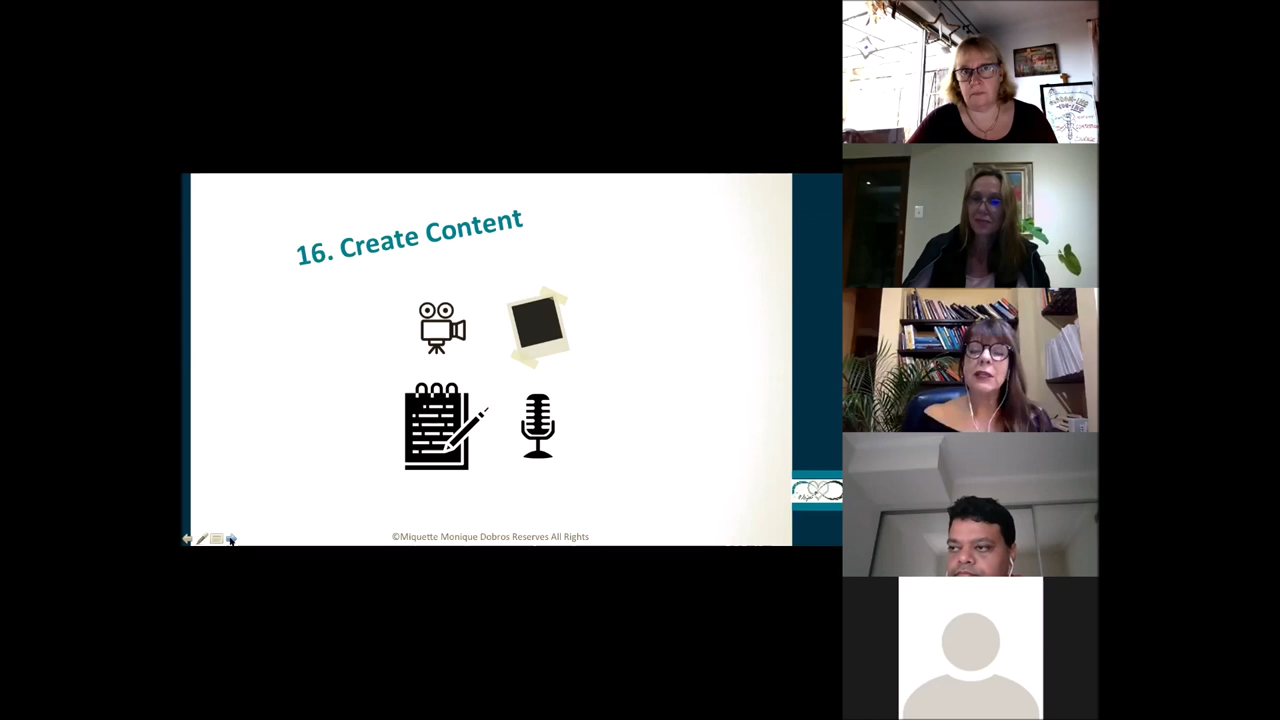 16. Create Content
©Miquette Monique Dobros Reserves All Rights